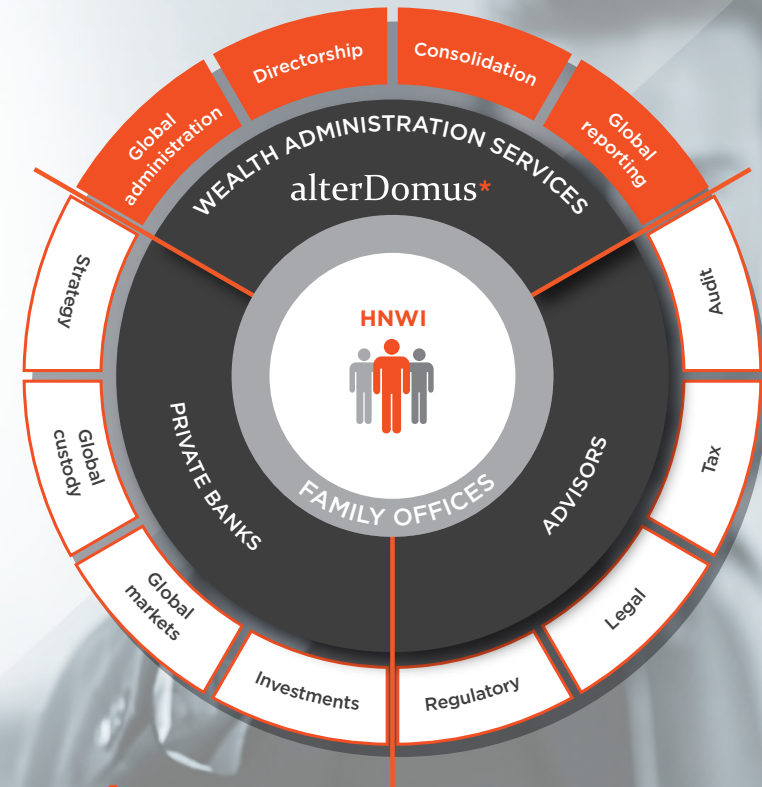 Directorship
Consolidation
Global
administration
Global
reporting
WEALTH ADMINISTRATION SERVICES
alterDomus*
Strategy
Audit
HNWI
Global
custody
PRIVATE BANKS
FAMILY OFFICES
ADVISORS
Tax
Global
markets
Legal
Investments
Regulatory